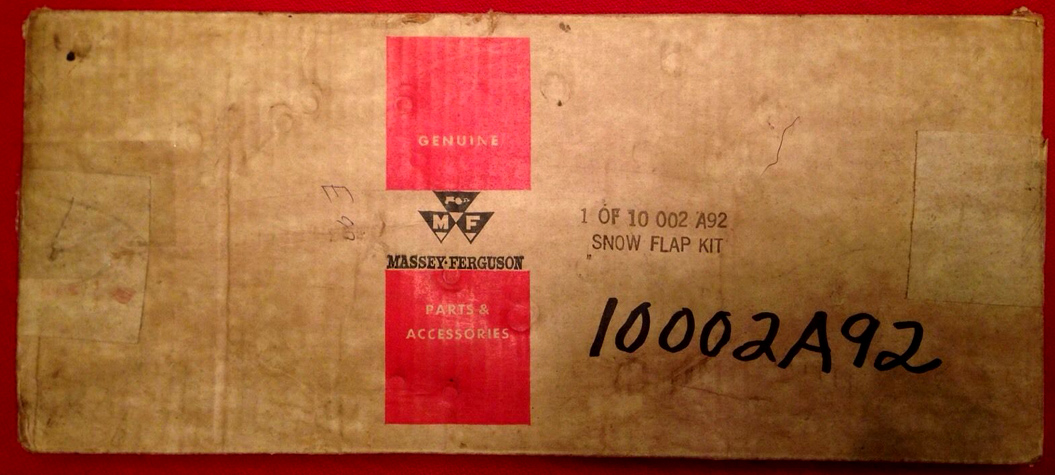 GENUINE
M F
MASSEY-FERGUSON
PARTS &
ACCESSORIES
1 OF 10 002 A92
SNOW FLAP KIT
10002A92